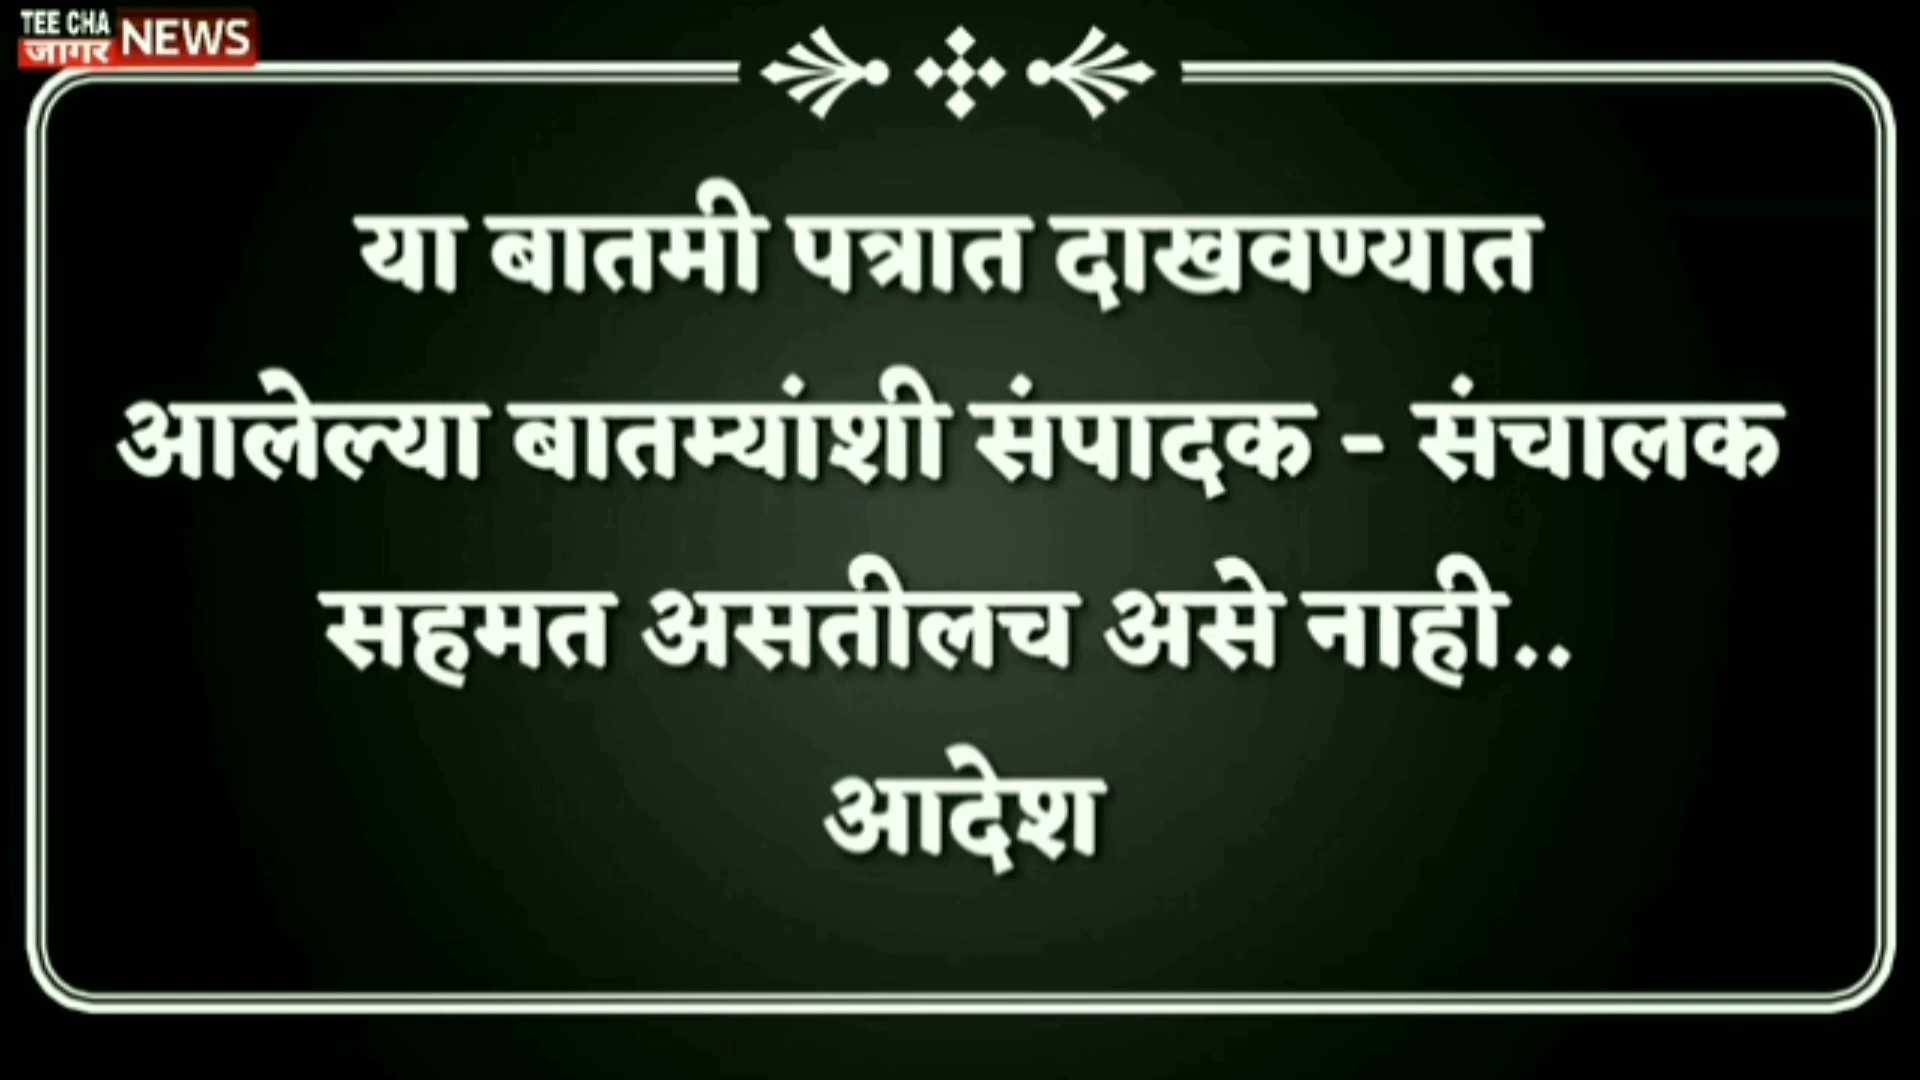 TEE CHA
जागर NEWS
या बातमी पत्रात दाखवण्यात
आलेल्या बातम्यांशी संपादक - संचालक
सहमत असतीलच असे नाही..
आदेश